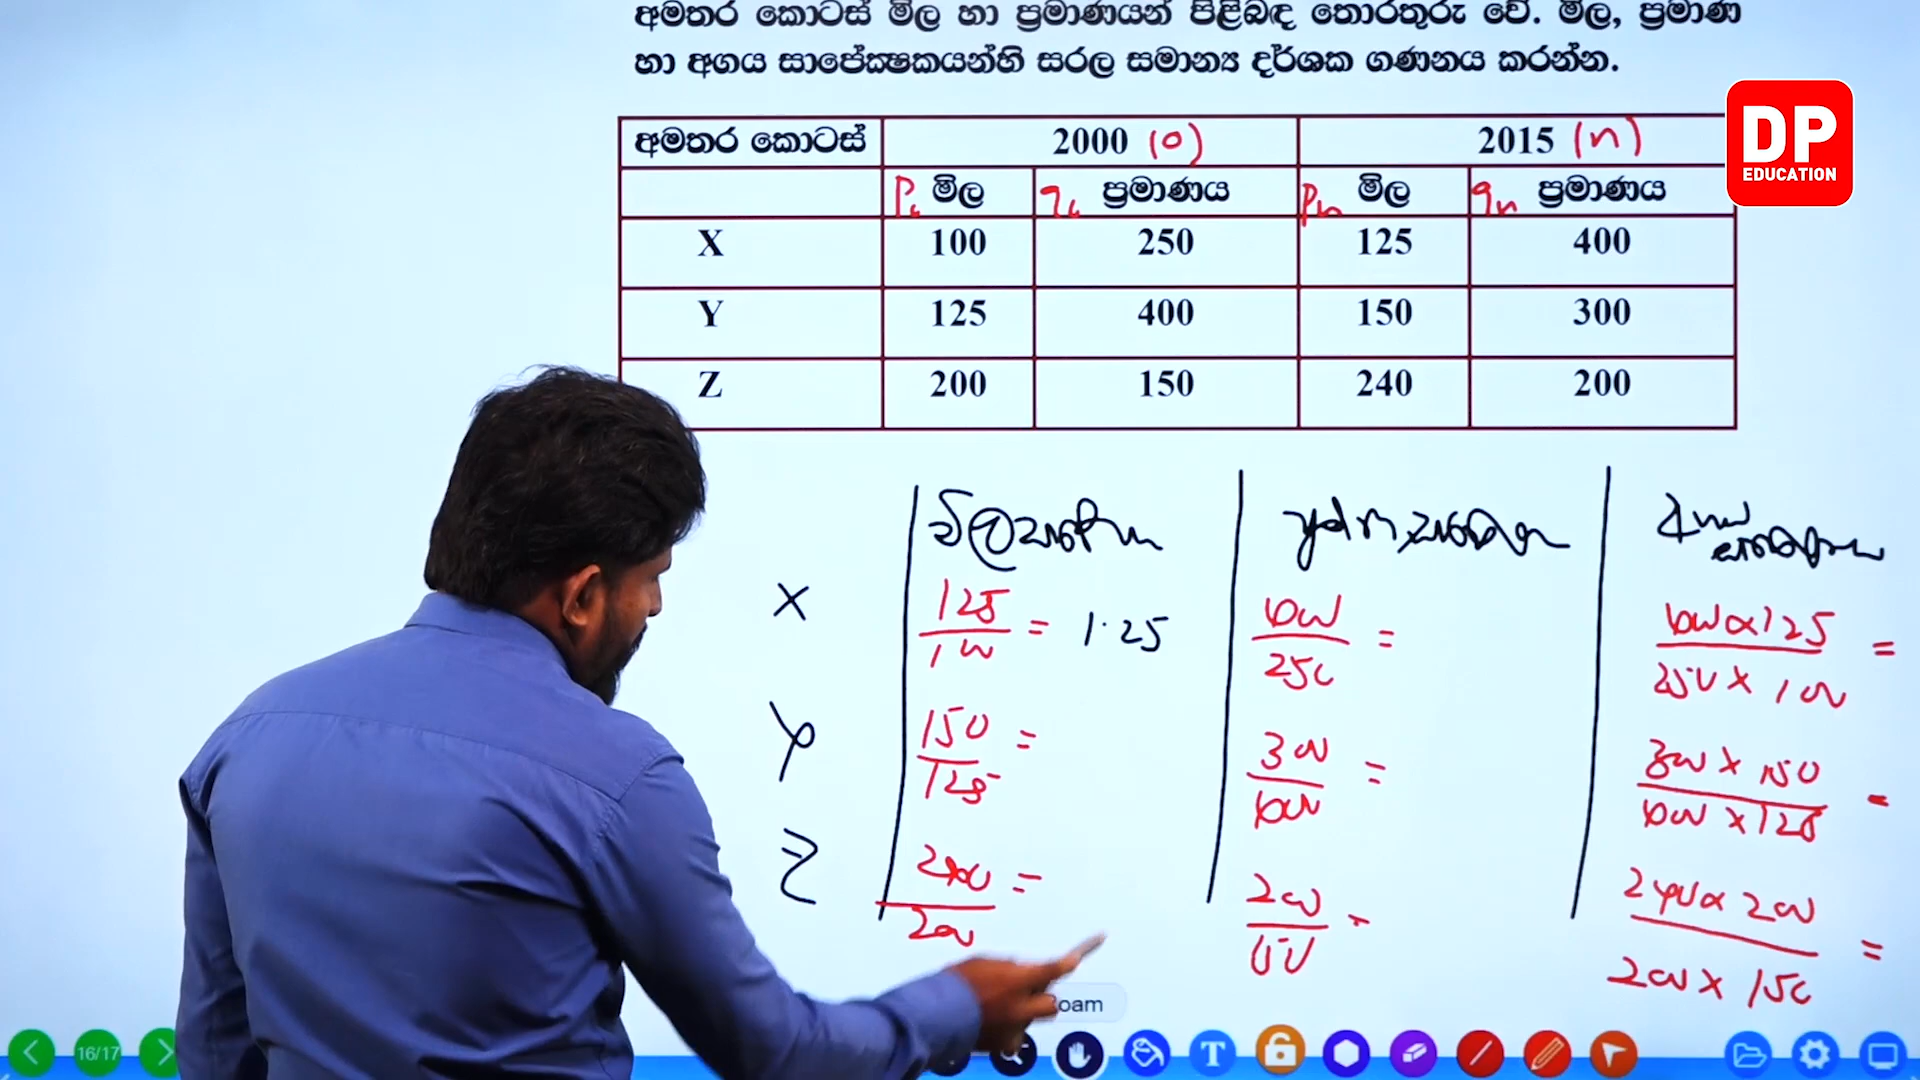 අමතර කොටස් මිල හා ප්‍රමාණයන් පිළිබඳ තොරතුරු වේ. මිල, ප්‍රමාණ
හා අගය සාපේක්ෂකයන්හි සරල සමාන්‍ය දර්ශක ගණනය කරන්න.
DP
EDUCATION
අමතර කොටස් 2000 (o) 2015 (n)
මිල ප්‍රමාණය Pn මිල qn ප්‍රමාණය
X 100 250 125 400
Y 125 400 150 300
Z 200 150 240 200
X 125/100 = 1.25 400/250 = 400×125/250×100 =
Y 150/125 = 300/400 = 300×150/400×125 =
Z 240/200 = 200/150 = 240×200/200×150 =
16/17
T